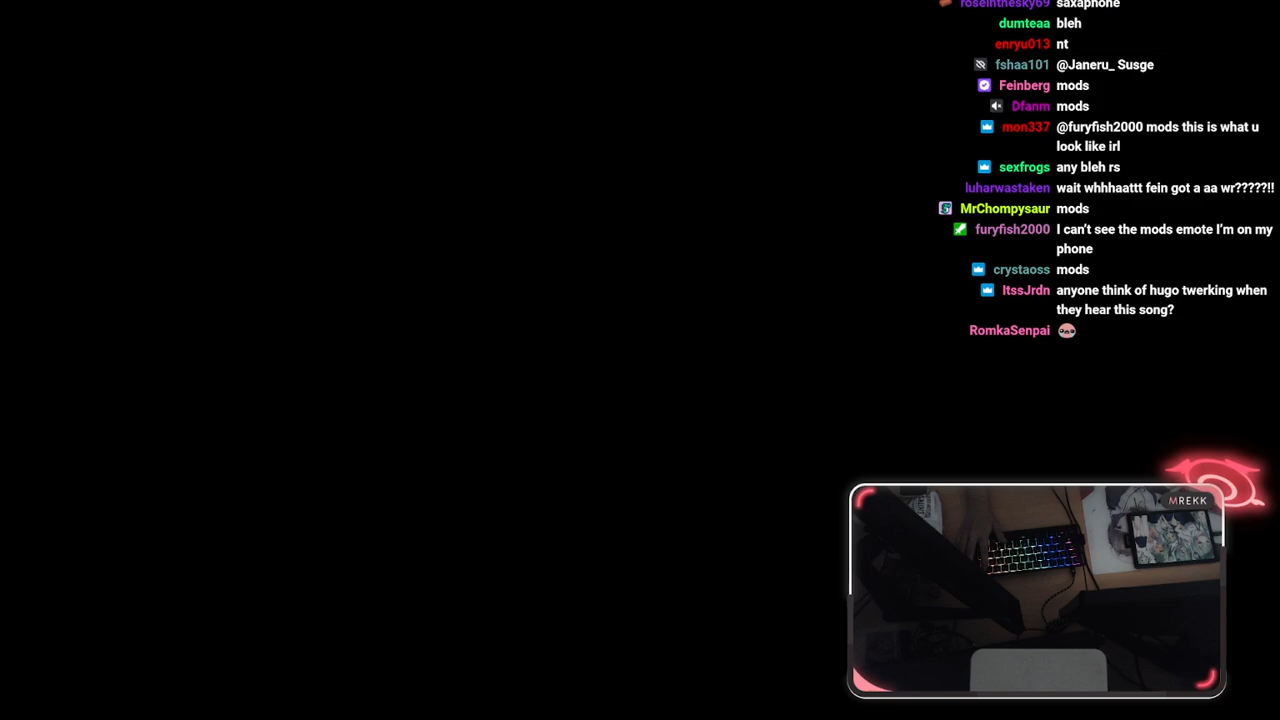 roseinthesky69 saxaphone
dumteaa bleh
enryu013 nt
fshaa101 @Janeru_ Susge
Feinberg mods
Dfanm mods
mon337 @furyfish2000 mods this is what u
look like irl
sexfrogs any bleh rs
luharwastaken wait whhhaattt fein got a aa wr?????!!
MrChompysaur mods
furyfish2000 I can't see the mods emote I'm on my
phone
crystaoss mods
ItssJrdn anyone think of hugo twerking when
they hear this song?
RomkaSenpai
MREKK